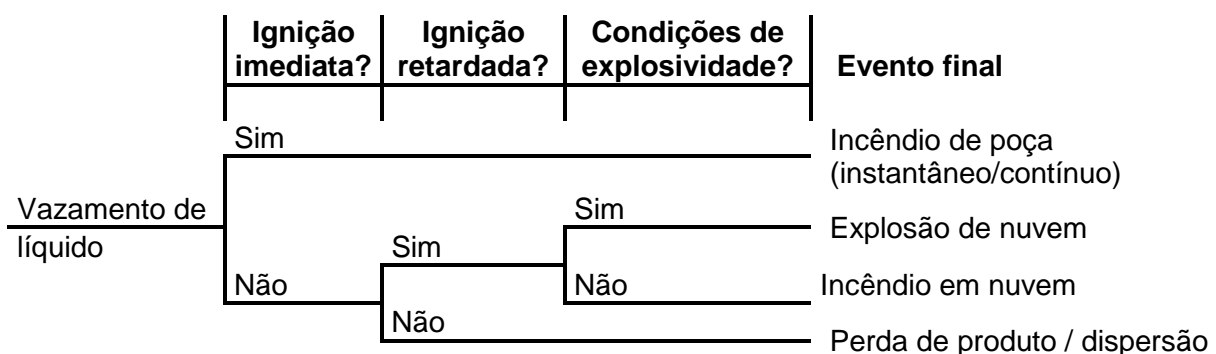 Ignição imediata?
Ignição retardada?
Condições de explosividade?
Evento final
Sim
Incêndio de poça
(instantâneo/contínuo)
Vazamento de
líquido
Sim
Explosão de nuvem
Sim
Não
Não
Incêndio em nuvem
Não
Perda de produto / dispersão